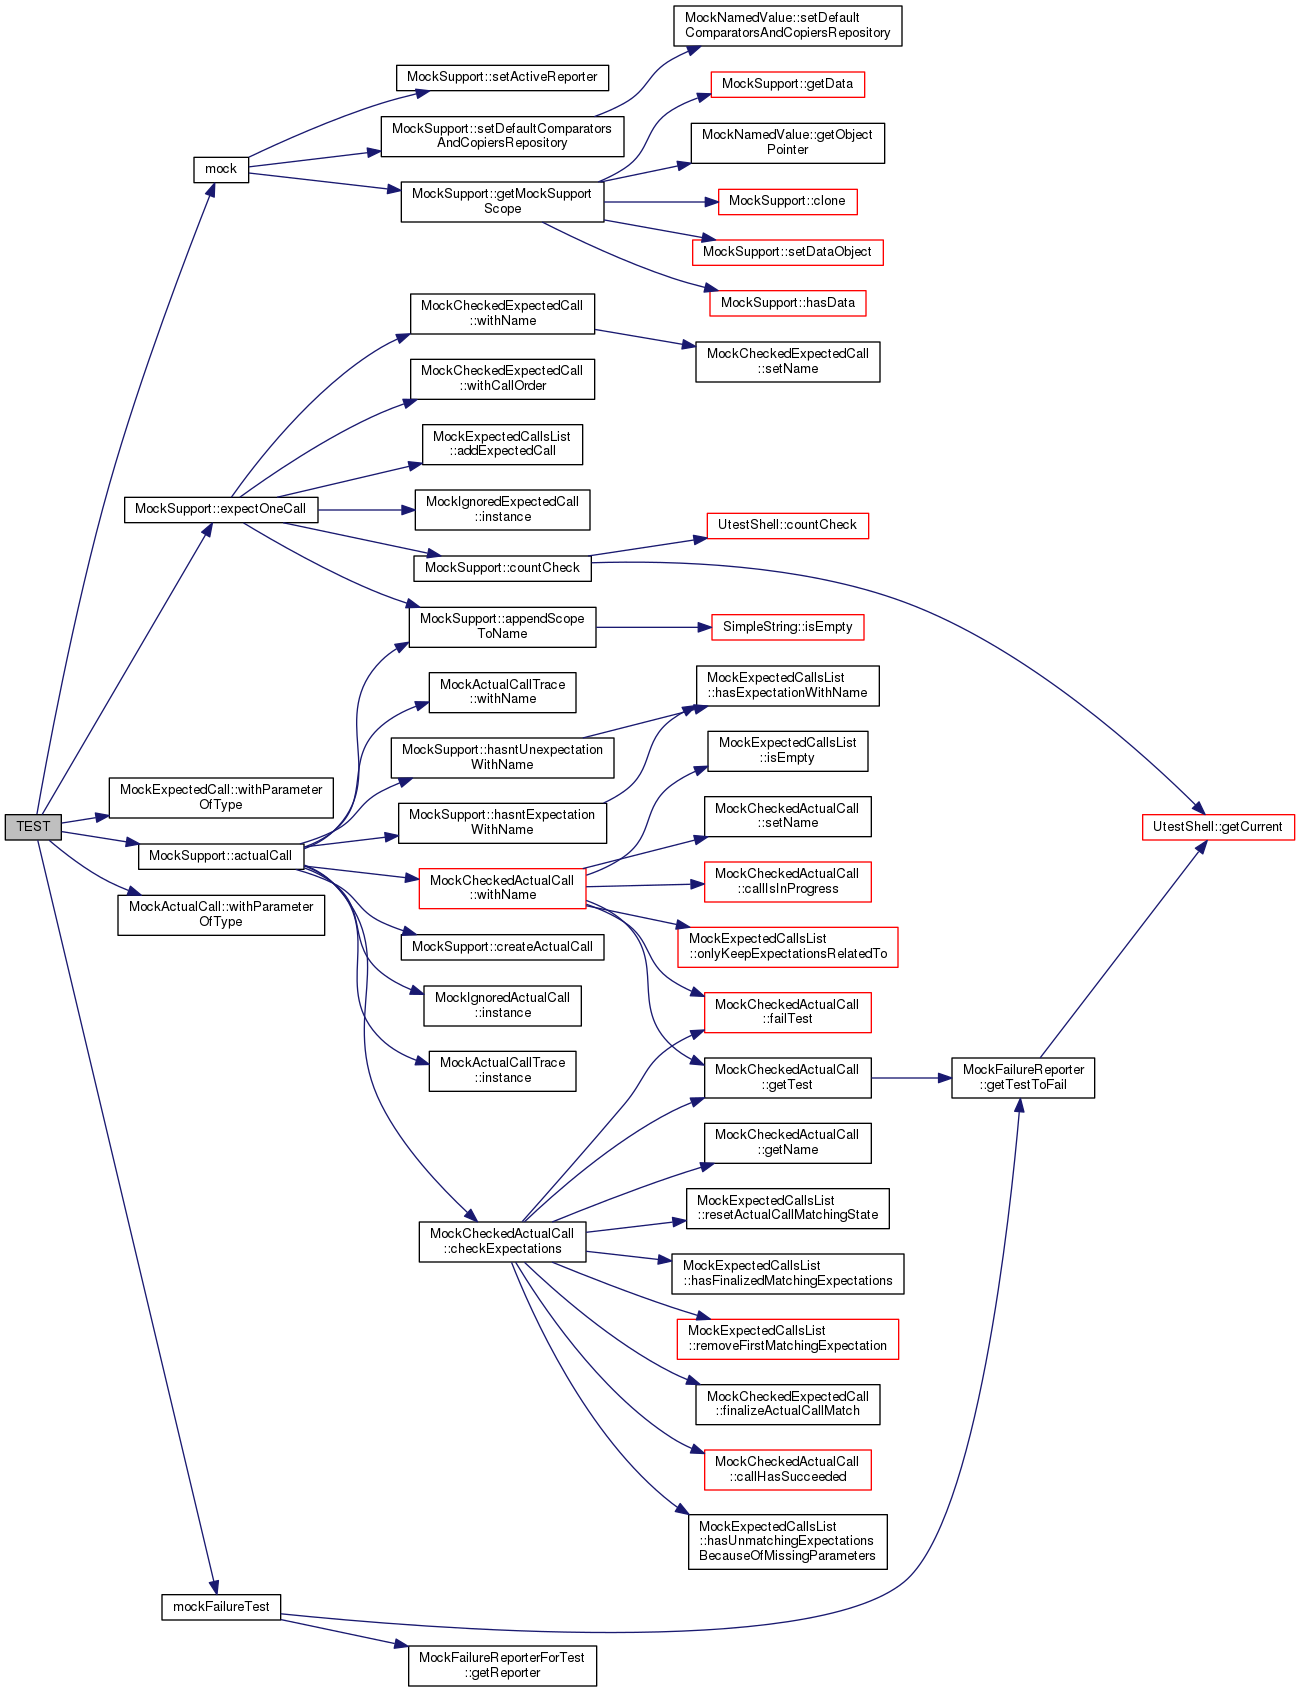 MockNamedValue::setDefault
ComparatorsAndCopiersRepository
MockSupport::setActiveReporter
MockSupport::getData
MockSupport::setDefaultComparators
AndCopiersRepository
MockNamedValue::getObject
Pointer
mock
MockSupport::getMockSupport
Scope
MockSupport::clone
MockSupport::setDataObject
MockSupport::hasData
MockCheckedExpectedCall
::withName
MockCheckedExpectedCall
::setName
MockCheckedExpectedCall
::withCallOrder
MockExpectedCallsList
::addExpectedCall
MockSupport::expectOneCall
MockIgnoredExpectedCall
::instance
UtestShell::countCheck
MockSupport::countCheck
MockSupport::appendScope
ToName
SimpleString::isEmpty
MockActualCallTrace
::withName
MockExpectedCallsList
::hasExpectationWithName
MockSupport::hasntUnexpectation
WithName
MockExpectedCallsList
::isEmpty
MockExpectedCall::withParameter
OfType
MockSupport::hasntExpectation
WithName
MockCheckedActualCall
::setName
TEST
UtestShell::getCurrent
MockSupport::actualCall
MockCheckedActualCall
::withName
MockCheckedActualCall
::callIsInProgress
MockActualCall::withParameter
OfType
MockSupport::createActualCall
MockExpectedCallsList
::onlyKeepExpectationsRelatedTo
MockIgnoredActualCall
::instance
MockCheckedActualCall
::failTest
MockActualCallTrace
::instance
MockCheckedActualCall
::getTest
MockFailureReporter
::getTestToFail
MockCheckedActualCall
::getName
MockExpectedCallsList
::resetActualCallMatchingState
MockCheckedActualCall
::checkExpectations
MockExpectedCallsList
::hasFinalizedMatchingExpectations
MockExpectedCallsList
::removeFirstMatchingExpectation
MockCheckedExpectedCall
::finalizeActualCallMatch
MockCheckedActualCall
::callHasSucceeded
MockExpectedCallsList
::hasUnmatchingExpectations
BecauseOfMissingParameters
mockFailureTest
MockFailureReporterForTest
::getReporter